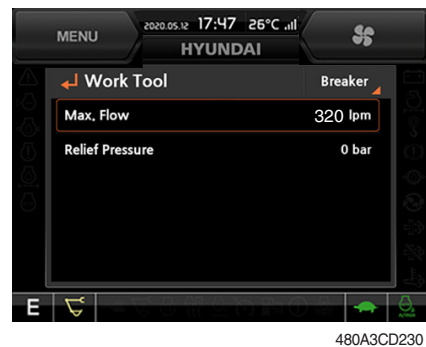 MENU
2020.05.12 17:47 26°C
HYUNDAI
Work Tool Breaker
Max. Flow 320 lpm
Relief Pressure 0 bar
E
480A3CD230